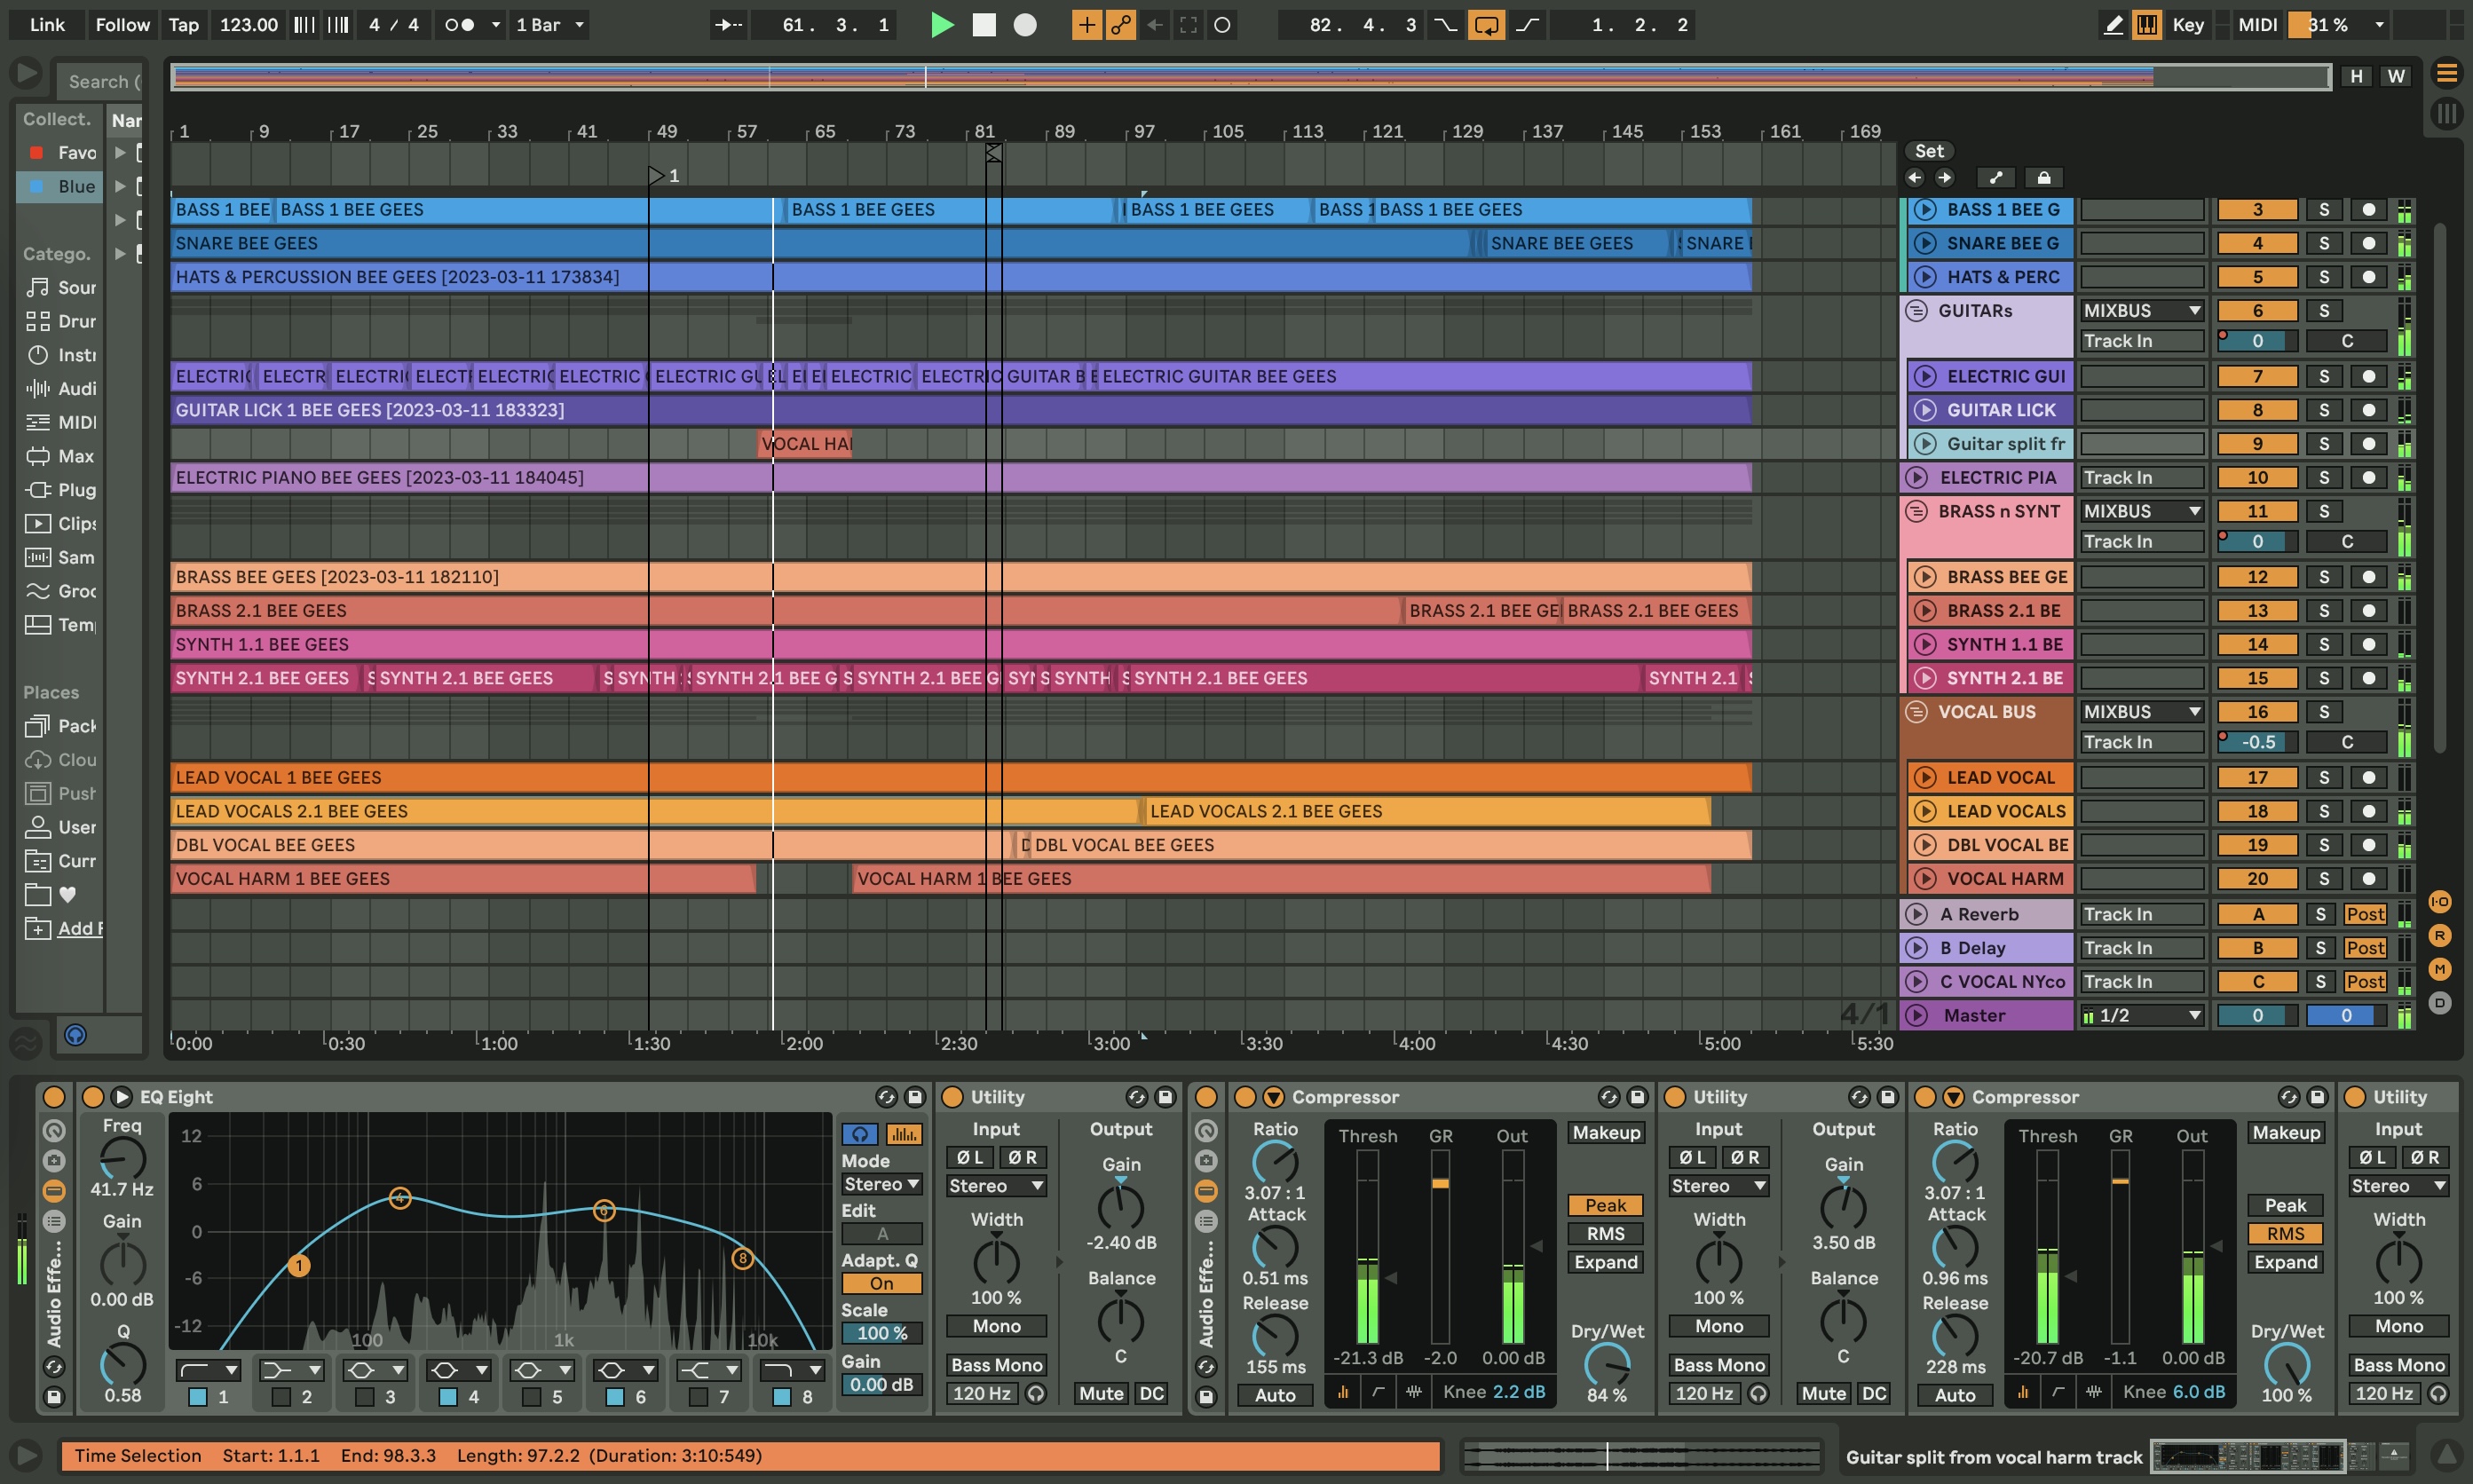 Link Follow Tap 123.00 4 / 4 1 Bar 61. 3. 1 82. 4. 3 1. 2. 2 Key MIDI 31 %
Search (
H W
Collect.
Favo
Blue
Catego.
Sour
Drur
Instr
Audi
MIDI
Max
Plug
Clips
Sam
Groc
Temp
Places
Pack
Clou
Push
User
Curr
Add F
Nar
1 9 17 25 33 41 49 57 65 73 81 89 97 105 113 121 129 137 145 153 161 169
Set
1
BASS 1 BEE BASS 1 BEE GEES BASS 1 BEE GEES BASS 1 BEE GEES BASS 1 BASS 1 BEE GEES BASS 1 BEE G 3 S
SNARE BEE GEES SNARE BEE GEES SNARE SNARE BEE G 4 S
HATS & PERCUSSION BEE GEES [2023-03-11 173834] HATS & PERC 5 S
GUITARs MIXBUS 6 S
Track In 0 C
ELECTRIC ELECTR ELECTRI ELECT ELECTRIC ELECTRIC ELECTRIC GU EL ELECTRIC ELECTRIC GUITAR B E ELECTRIC GUITAR BEE GEES ELECTRIC GUI 7 S
GUITAR LICK 1 BEE GEES [2023-03-11 183323] GUITAR LICK 8 S
VOCAL HAI Guitar split fr 9 S
ELECTRIC PIANO BEE GEES [2023-03-11 184045] ELECTRIC PIA Track In 10 S
BRASS n SYNT MIXBUS 11 S
Track In 0 C
BRASS BEE GEES [2023-03-11 182110] BRASS BEE GE 12 S
BRASS 2.1 BEE GEES BRASS 2.1 BEE GE BRASS 2.1 BEE GEES BRASS 2.1 BE 13 S
SYNTH 1.1 BEE GEES SYNTH 1.1 BE 14 S
SYNTH 2.1 BEE GEES S SYNTH 2.1 BEE GEES S SYNTH SYNTH 2.1 BEE G S SYNTH 2.1 BEE G SYN S SYNTH S SYNTH 2.1 BEE GEES SYNTH 2.1 SYNTH 2.1 BE 15 S
VOCAL BUS MIXBUS 16 S
Track In -0.5 C
LEAD VOCAL 1 BEE GEES LEAD VOCAL 17 S
LEAD VOCALS 2.1 BEE GEES LEAD VOCALS 2.1 BEE GEES LEAD VOCALS 18 S
DBL VOCAL BEE GEES D DBL VOCAL BEE GEES DBL VOCAL BE 19 S
VOCAL HARM 1 BEE GEES VOCAL HARM 1 BEE GEES VOCAL HARM 20 S
A Reverb Track In A S Post
B Delay Track In B S Post
C VOCAL NYco Track In C S Post
4/1 Master 1/2 0 0
I·O
R
M
D
0:00 0:30 1:00 1:30 2:00 2:30 3:00 3:30 4:00 4:30 5:00 5:30
Audio Effe...
EQ Eight
Freq
41.7 Hz
Gain
0.00 dB
Q
0.58
12
6
0
-6
-12
100 1k 10k
1 4 6 8
1 2 3 4 5 6 7 8
Mode
Stereo
Edit
A
Adapt. Q
On
Scale
100 %
Gain
0.00 dB
Utility
Input
Ø L Ø R
Stereo
Width
100 %
Mono
Bass Mono
120 Hz
Output
Gain
-2.40 dB
Balance
C
Mute DC
Audio Effe...
Compressor
Ratio
3.07 : 1
Attack
0.51 ms
Release
155 ms
Auto
Thresh GR Out
-21.3 dB -2.0 0.00 dB
Knee 2.2 dB
Makeup
Peak
RMS
Expand
Dry/Wet
84 %
Utility
Input
Ø L Ø R
Stereo
Width
100 %
Mono
Bass Mono
120 Hz
Output
Gain
3.50 dB
Balance
C
Mute DC
Compressor
Ratio
3.07 : 1
Attack
0.96 ms
Release
228 ms
Auto
Thresh GR Out
-20.7 dB -1.1 0.00 dB
Knee 6.0 dB
Makeup
Peak
RMS
Expand
Dry/Wet
100 %
Utility
Input
Ø L Ø R
Stereo
Width
100 %
Mono
Bass Mono
120 Hz
Time Selection Start: 1.1.1 End: 98.3.3 Length: 97.2.2 (Duration: 3:10:549)
Guitar split from vocal harm track